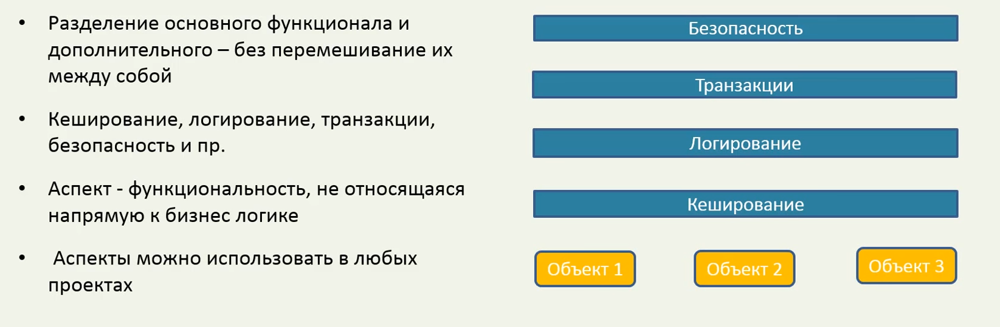 • Разделение основного функционала и
дополнительного – без перемешивание их
между собой
• Кеширование, логирование, транзакции,
безопасность и пр.
• Аспект - функциональность, не относящаяся
напрямую к бизнес логике
• Аспекты можно использовать в любых
проектах
Безопасность
Транзакции
Логирование
Кеширование
Объект 1
Объект 2
Объект 3